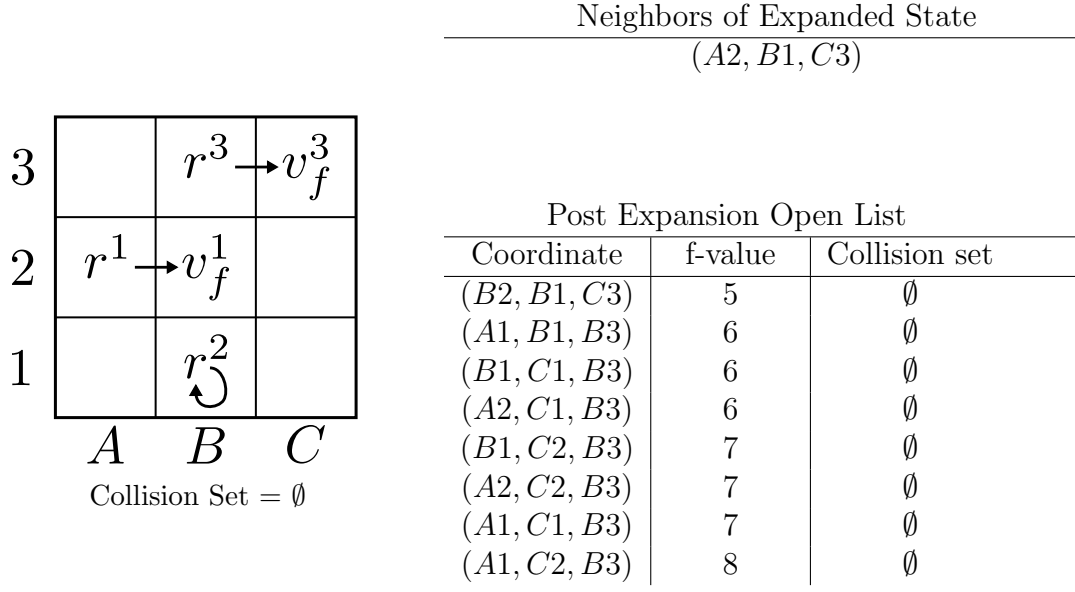 Neighbors of Expanded State
(A2, B1, C3)
3 r^3 v_f^3
2 r^1 v_f^1
1 r^2
A B C
Collision Set = ∅
Post Expansion Open List
Coordinate f-value Collision set
(B2, B1, C3) 5 ∅
(A1, B1, B3) 6 ∅
(B1, C1, B3) 6 ∅
(A2, C1, B3) 6 ∅
(B1, C2, B3) 7 ∅
(A2, C2, B3) 7 ∅
(A1, C1, B3) 7 ∅
(A1, C2, B3) 8 ∅